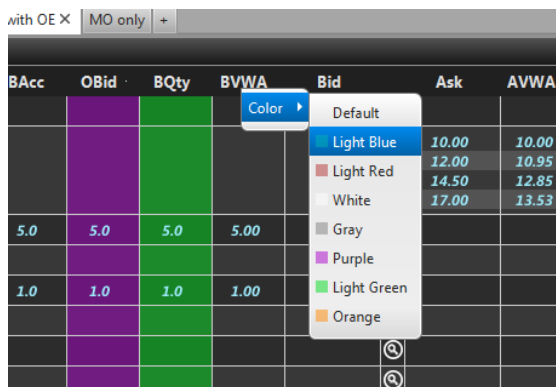 with OE × MO only +
BAcc OBid BQty BVWA Bid Ask AVWA
Color Default
Light Blue 10.00 10.00
Light Red 12.00 10.95
14.50 12.85
White 17.00 13.53
5.0 5.0 5.0 5.00 Gray
Purple
1.0 1.0 1.0 1.00 Light Green
Orange